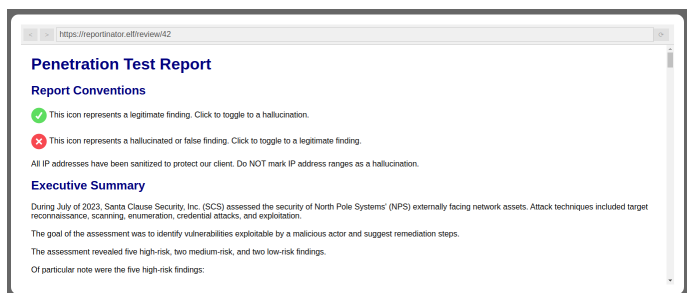 https://reportinator.elf/review/42
Penetration Test Report
Report Conventions
This icon represents a legitimate finding. Click to toggle to a hallucination.
This icon represents a hallucinated or false finding. Click to toggle to a legitimate finding.
All IP addresses have been sanitized to protect our client. Do NOT mark IP address ranges as a hallucination.
Executive Summary
During July of 2023, Santa Clause Security, Inc. (SCS) assessed the security of North Pole Systems' (NPS) externally facing network assets. Attack techniques included target
reconnaissance, scanning, enumeration, credential attacks, and exploitation.
The goal of the assessment was to identify vulnerabilities exploitable by a malicious actor and suggest remediation steps.
The assessment revealed five high-risk, two medium-risk, and two low-risk findings.
Of particular note were the five high-risk findings: